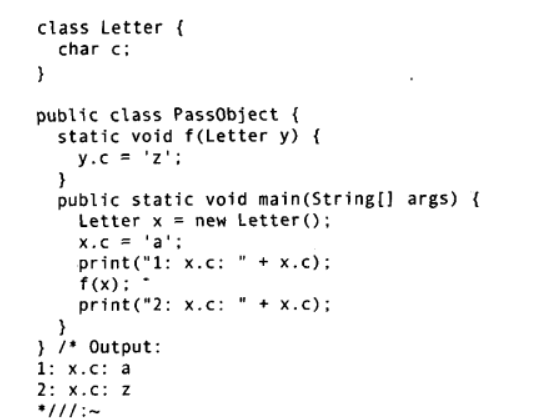 class Letter {
  char c;
}

public class PassObject {
  static void f(Letter y) {
    y.c = 'z';
  }
  public static void main(String[] args) {
    Letter x = new Letter();
    x.c = 'a';
    print("1: x.c: " + x.c);
    f(x);
    print("2: x.c: " + x.c);
  }
} /* Output:
1: x.c: a
2: x.c: z
*///:~